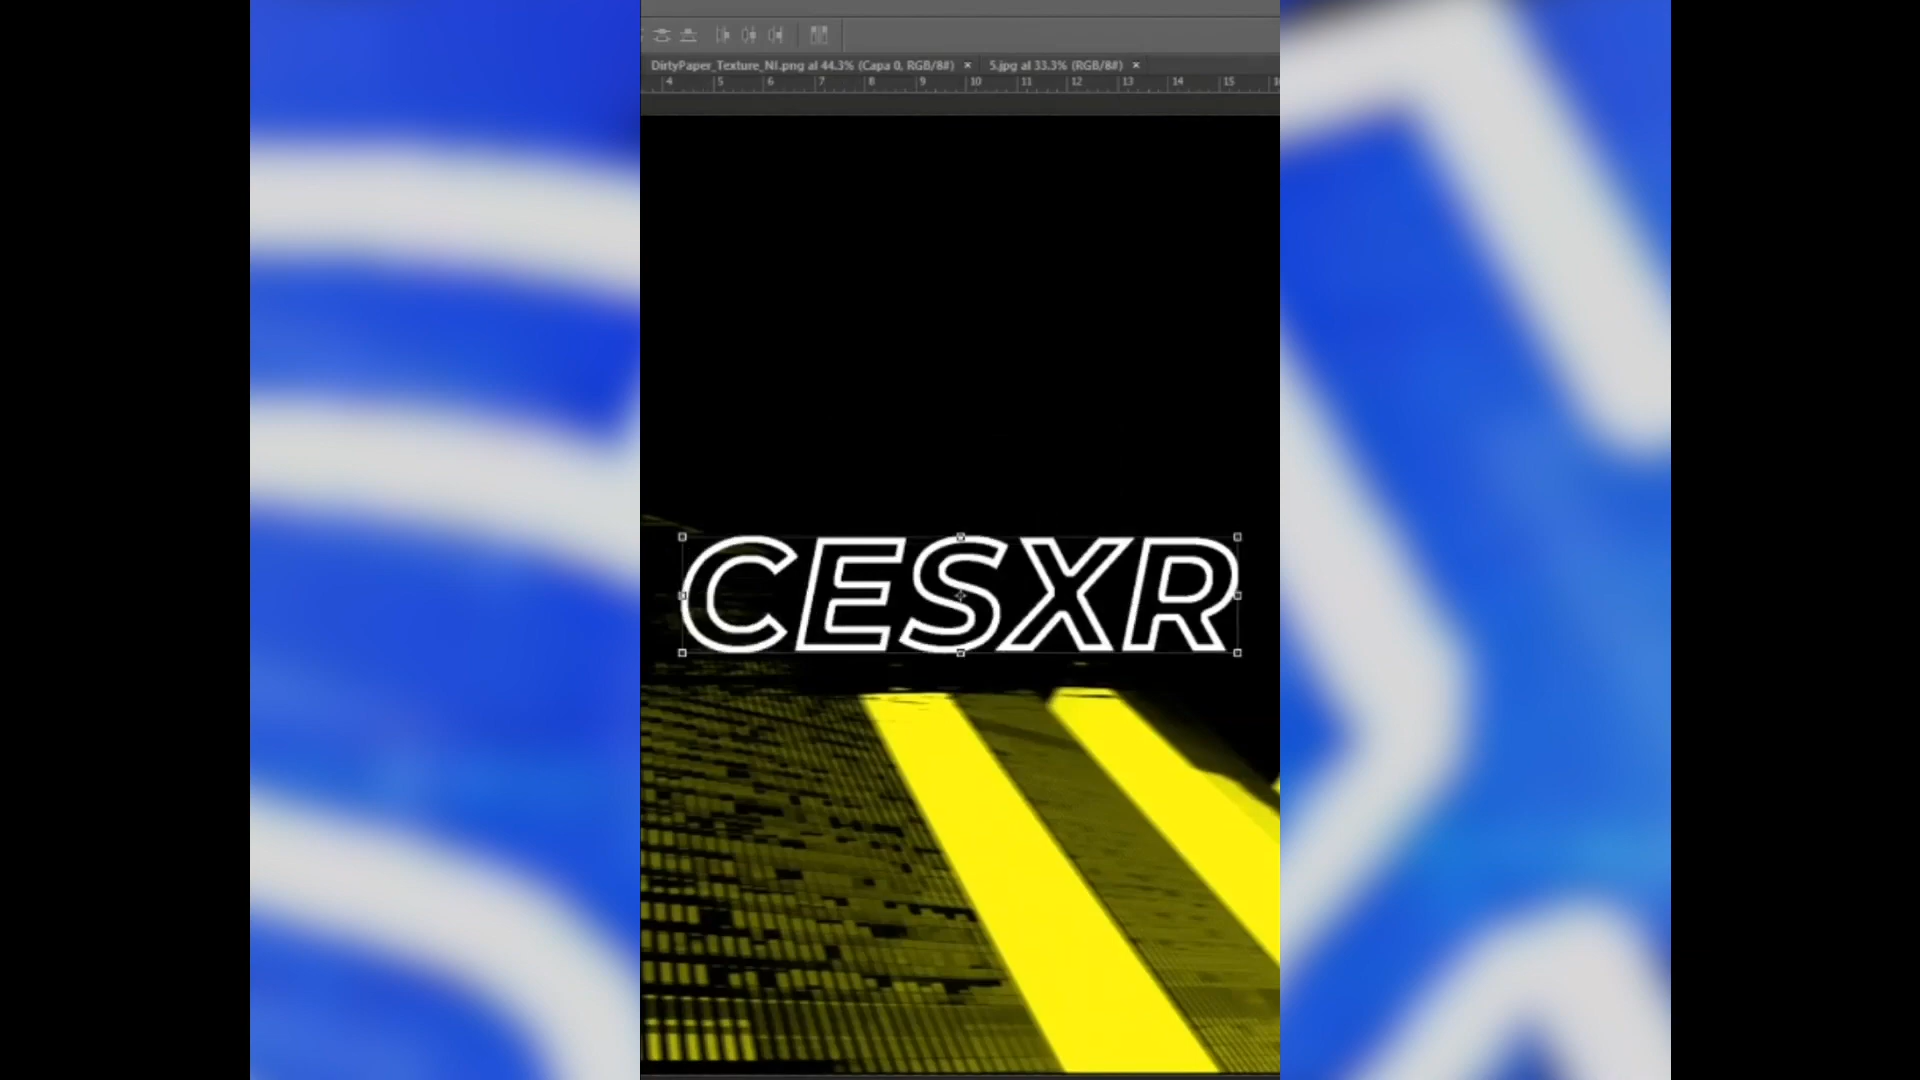 DirtyPaper_Texture_NI.png al 44.3% (Capa 0, RGB/8#) × 5.jpg al 33.3% (RGB/8#) ×
4 5 6 7 8 9 10 11 12 13 14 15
CESXR